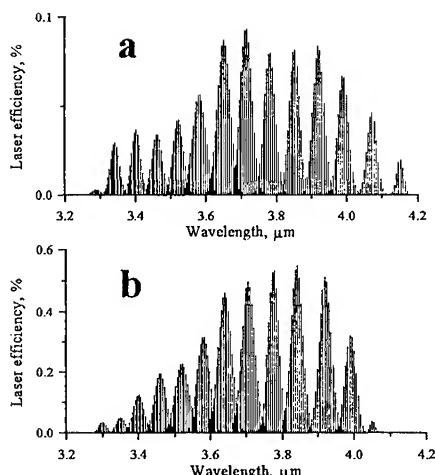 0.1
a
Laser efficiency, %
0.0
3.2 3.4 3.6 3.8 4.0 4.2
Wavelength, µm
0.6
b
0.4
Laser efficiency, %
0.2
0.0
3.2 3.4 3.6 3.8 4.0 4.2
Wavelength, µm